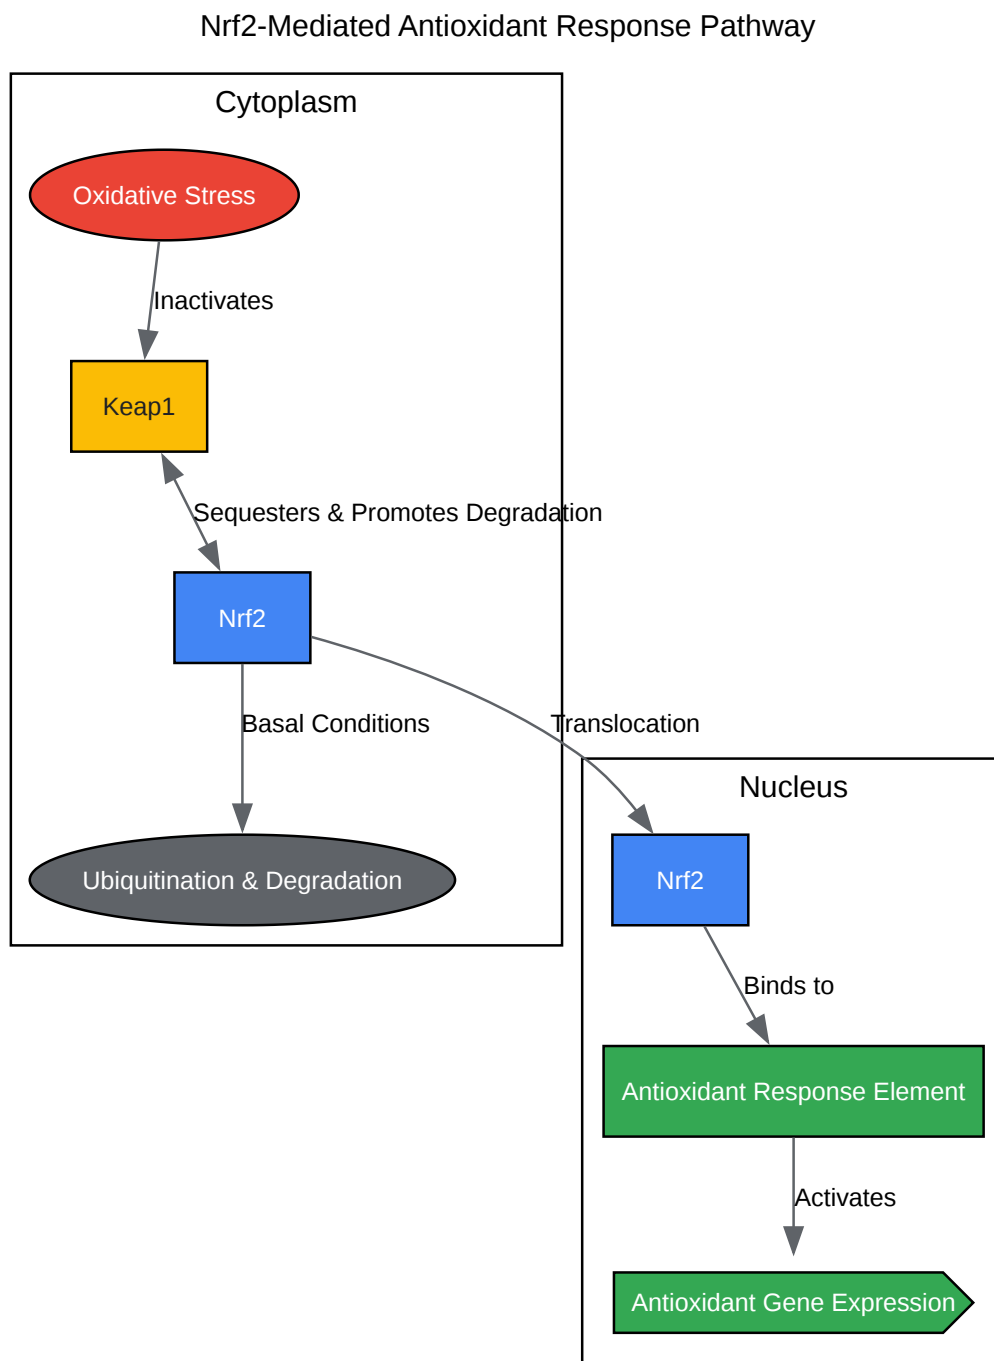 Nrf2-Mediated Antioxidant Response Pathway
Cytoplasm
Oxidative Stress
Inactivates
Keap1
Sequesters & Promotes Degradation
Nrf2
Basal Conditions
Translocation
Ubiquitination & Degradation
Nucleus
Nrf2
Binds to
Antioxidant Response Element
Activates
Antioxidant Gene Expression